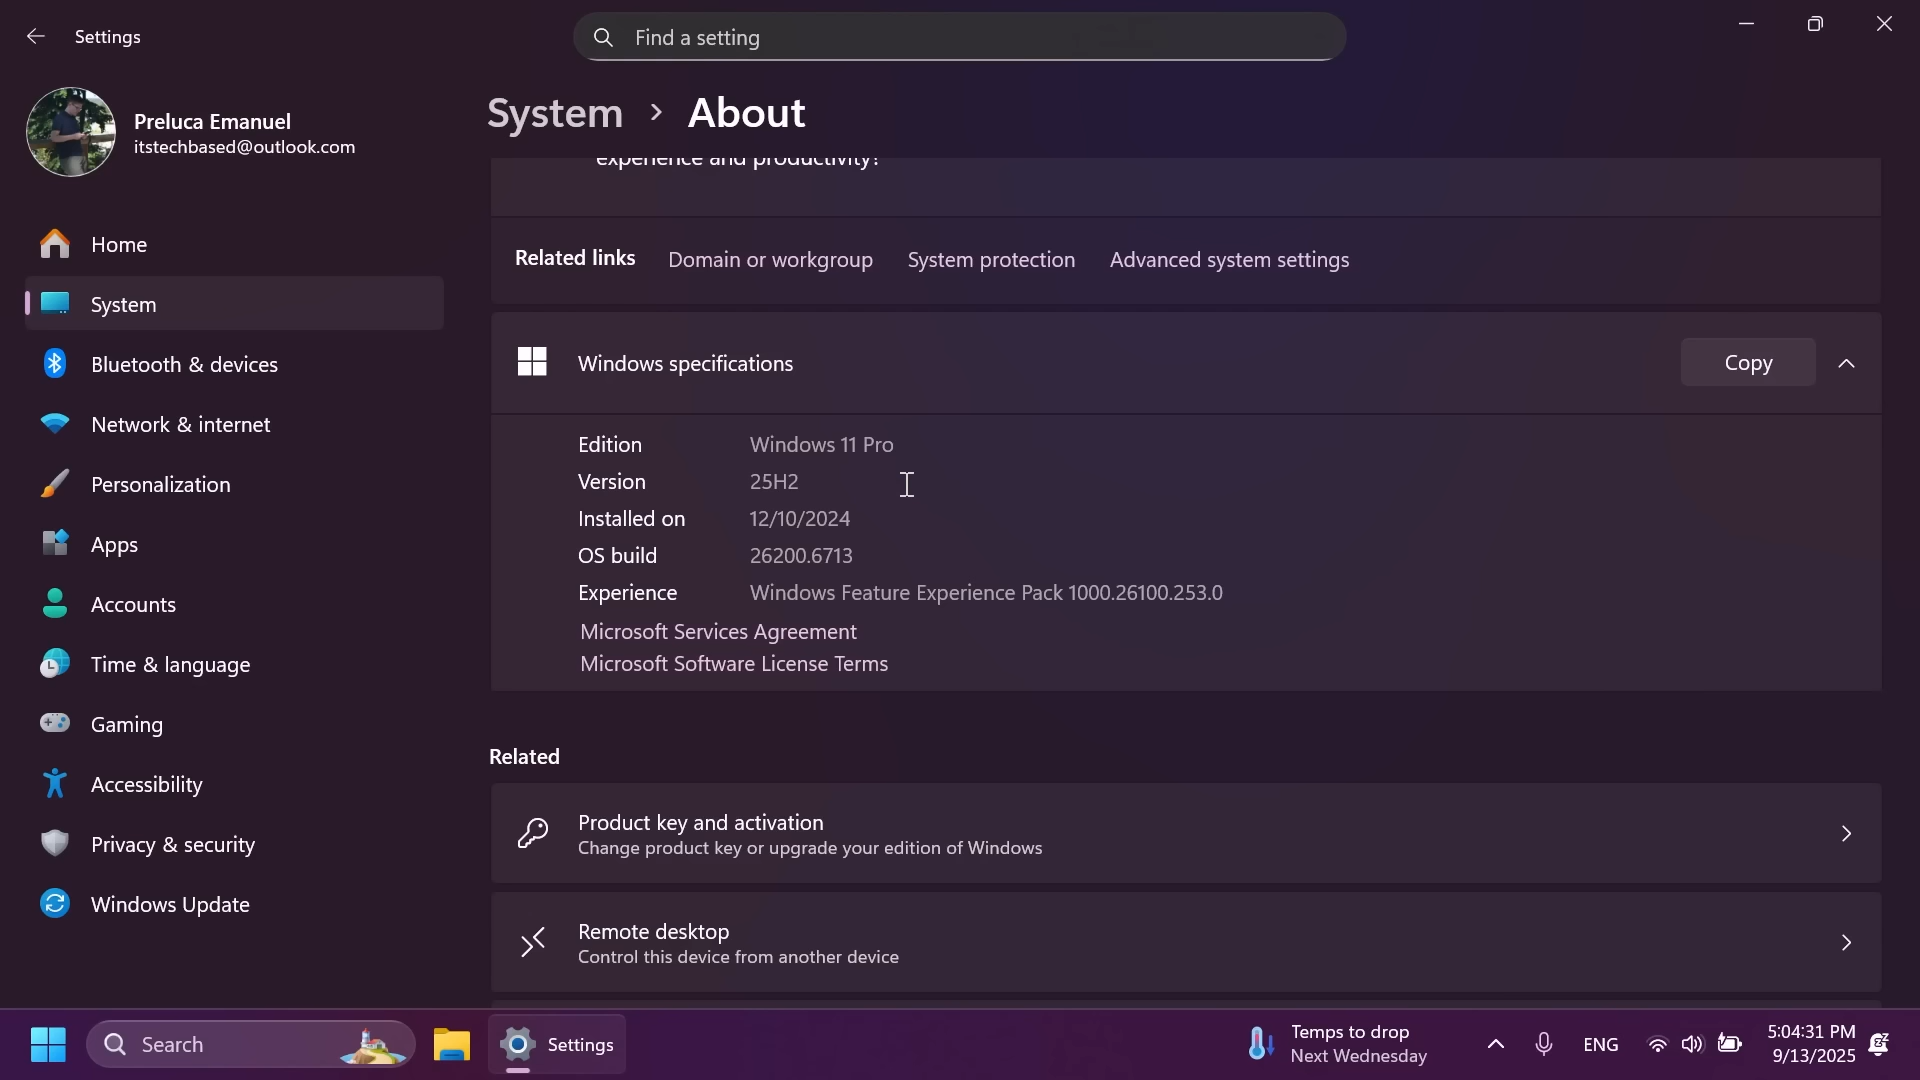 Settings
Find a setting
Preluca Emanuel
itstechbased@outlook.com
Home
System
Bluetooth & devices
Network & internet
Personalization
Apps
Accounts
Time & language
Gaming
Accessibility
Privacy & security
Windows Update
System > About
experience and productivity?
Related links Domain or workgroup System protection Advanced system settings
Windows specifications Copy
Edition Windows 11 Pro
Version 25H2
Installed on 12/10/2024
OS build 26200.6713
Experience Windows Feature Experience Pack 1000.26100.253.0
Microsoft Services Agreement
Microsoft Software License Terms
Related
Product key and activation
Change product key or upgrade your edition of Windows
Remote desktop
Control this device from another device
Search
Settings
Temps to drop
Next Wednesday
ENG
5:04:31 PM
9/13/2025